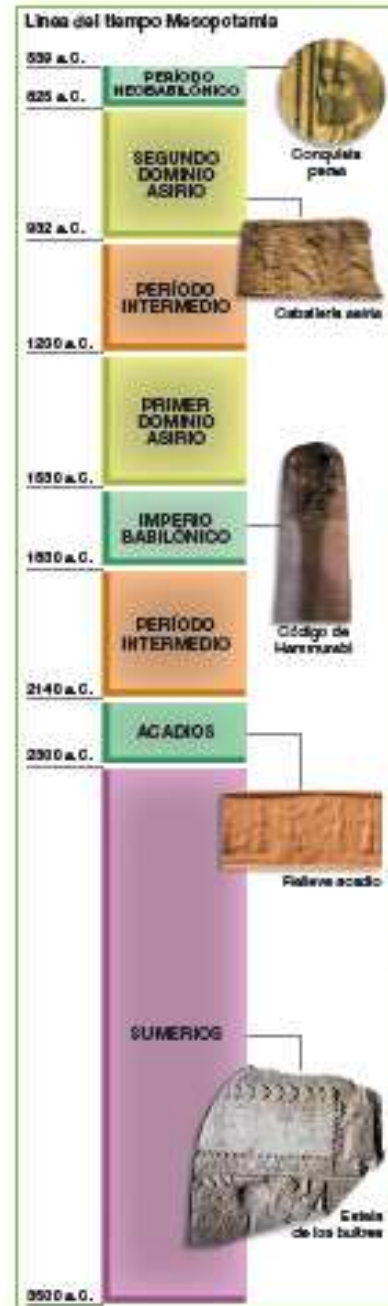 Línea del tiempo Mesopotamia
539 a. C.
PERÍODO
NEOBABILÓNICO
625 a. C.
Conquista
persa
SEGUNDO
DOMINIO
ASIRIO
932 a. C.
Caballería asiria
PERÍODO
INTERMEDIO
1200 a. C.
PRIMER
DOMINIO
ASIRIO
1530 a. C.
IMPERIO
BABILÓNICO
1830 a. C.
Código de
Hammurabi
PERÍODO
INTERMEDIO
2140 a. C.
ACADIOS
2300 a. C.
Relieve acadio
SUMERIOS
Estela
de los buitres
3500 a. C.